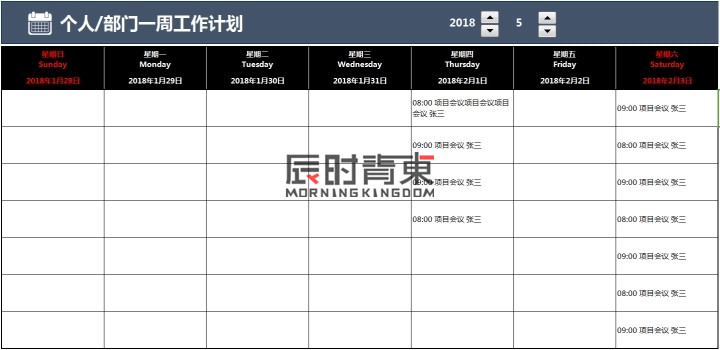 个人/部门一周工作计划
2018 5
星期日 星期一 星期二 星期三 星期四 星期五 星期六
Sunday Monday Tuesday Wednesday Thursday Friday Saturday
2018年1月28日 2018年1月29日 2018年1月30日 2018年1月31日 2018年2月1日 2018年2月2日 2018年2月3日
08:00 项目会议项目会议项目
会议 张三
09:00 项目会议 张三
09:00 项目会议 张三
08:00 项目会议 张三
辰时青東
MORNINGKINGDOM
09:00 项目会议 张三
09:00 项目会议 张三
08:00 项目会议 张三
08:00 项目会议 张三
09:00 项目会议 张三
08:00 项目会议 张三
09:00 项目会议 张三